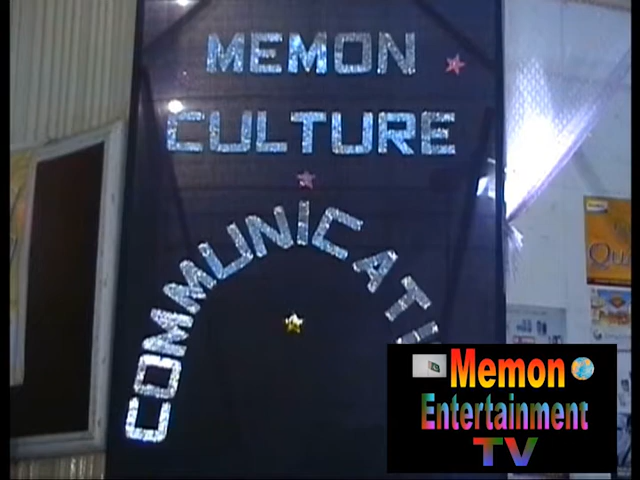 MEMON
CULTURE
COMMUNICATI
Memon
Entertainment
TV